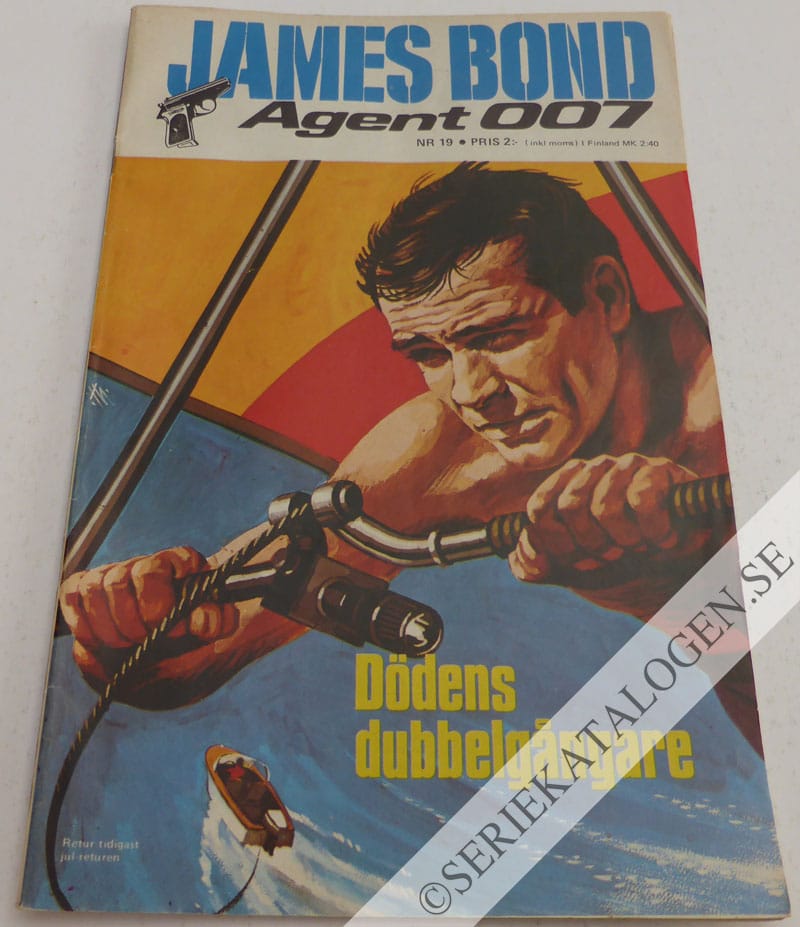 JAMES BOND
Agent 007
NR 19 • PRIS 2:- (inkl moms) I Finland MK 2:40
Dödens
dubbelgångare
Retur tidigast
jul-returen
©SERIEKATALOGEN.SE